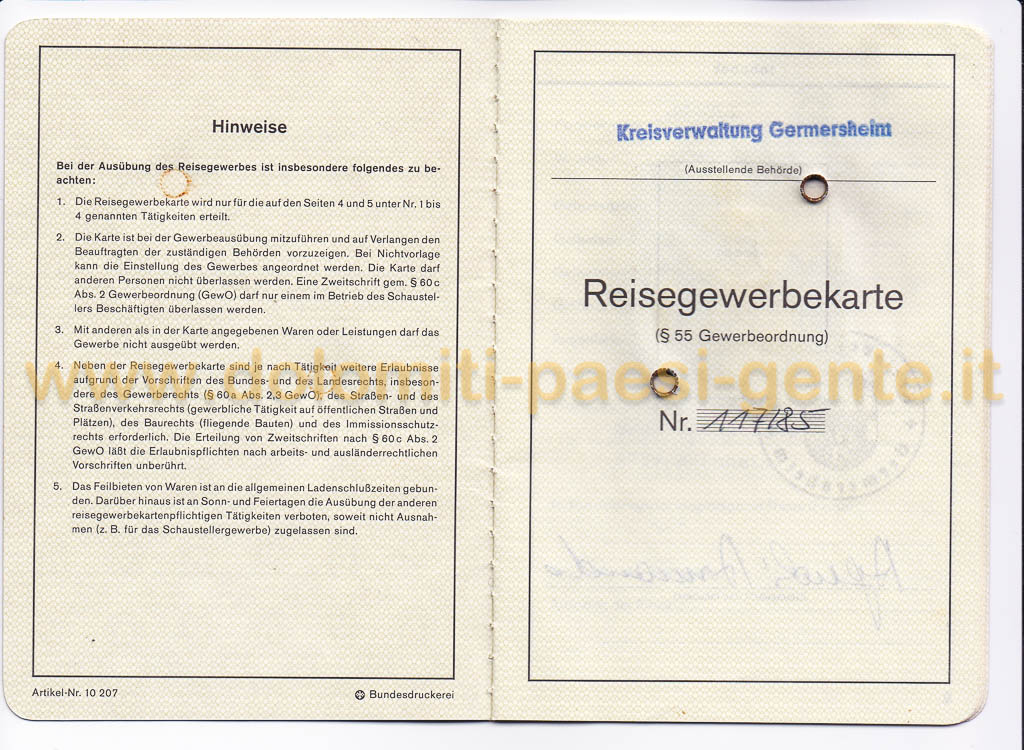 Hinweise
Bei der Ausübung des Reisegewerbes ist insbesondere folgendes zu be-
achten:
1. Die Reisegewerbekarte wird nur für die auf den Seiten 4 und 5 unter Nr. 1 bis
4 genannten Tätigkeiten erteilt.
2. Die Karte ist bei der Gewerbeausübung mitzuführen und auf Verlangen den
Beauftragten der zuständigen Behörden vorzuzeigen. Bei Nichtvorlage
kann die Einstellung des Gewerbes angeordnet werden. Die Karte darf
anderen Personen nicht überlassen werden. Eine Zweitschrift gem. § 60 c
Abs. 2 Gewerbeordnung (GewO) darf nur einem im Betrieb des Schaustel-
lers Beschäftigten überlassen werden.
3. Mit anderen als in der Karte angegebenen Waren oder Leistungen darf das
Gewerbe nicht ausgeübt werden.
4. Neben der Reisegewerbekarte sind je nach Tätigkeit weitere Erlaubnisse
aufgrund der Vorschriften des Bundes- und des Landesrechts, insbeson-
dere des Gewerberechts (§ 60 a Abs. 2,3 GewO), des Straßen- und des
Straßenverkehrsrechts (gewerbliche Tätigkeit auf öffentlichen Straßen und
Plätzen), des Baurechts (fliegende Bauten) und des Immissionsschutz-
rechts erforderlich. Die Erteilung von Zweitschriften nach § 60 c Abs. 2
GewO läßt die Erlaubnispflichten nach arbeits- und ausländerrechtlichen
Vorschriften unberührt.
5. Das Feilbieten von Waren ist an die allgemeinen Ladenschlußzeiten gebun-
den. Darüber hinaus ist an Sonn- und Feiertagen die Ausübung der anderen
reisegewerbekartenpflichtigen Tätigkeiten verboten, soweit nicht Ausnah-
men (z. B. für das Schaustellergewerbe) zugelassen sind.
Artikel-Nr. 10 207
Bundesdruckerei
Kreisverwaltung Germersheim
(Ausstellende Behörde)
Reisegewerbekarte
(§ 55 Gewerbeordnung)
Nr. 117/85